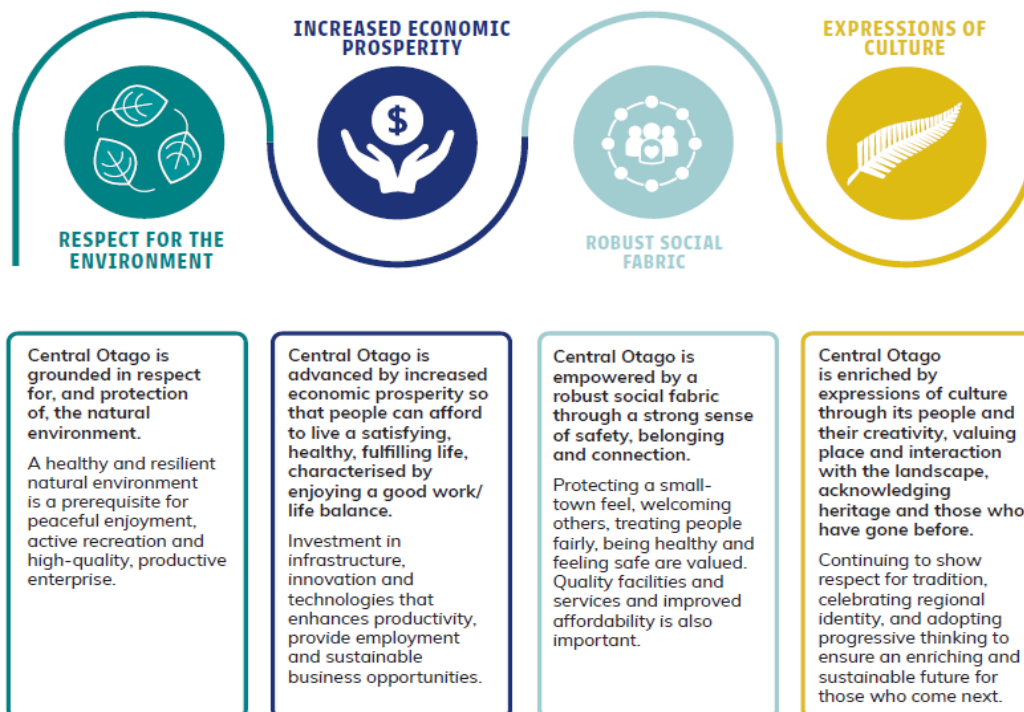 INCREASED ECONOMIC
PROSPERITY
EXPRESSIONS OF
CULTURE
$
RESPECT FOR THE
ENVIRONMENT
ROBUST SOCIAL
FABRIC
Central Otago is
grounded in respect
for, and protection
of, the natural
environment.
A healthy and resilient
natural environment
is a prerequisite for
peaceful enjoyment,
active recreation and
high-quality, productive
enterprise.
Central Otago is
advanced by increased
economic prosperity so
that people can afford
to live a satisfying,
healthy, fulfilling life,
characterised by
enjoying a good work/
life balance.
Investment in
infrastructure,
innovation and
technologies that
enhances productivity,
provide employment
and sustainable
business opportunities.
Central Otago is
empowered by a
robust social fabric
through a strong sense
of safety, belonging
and connection.
Protecting a small-
town feel, welcoming
others, treating people
fairly, being healthy and
feeling safe are valued.
Quality facilities and
services and improved
affordability is also
important.
Central Otago
is enriched by
expressions of culture
through its people and
their creativity, valuing
place and interaction
with the landscape,
acknowledging
heritage and those who
have gone before.
Continuing to show
respect for tradition,
celebrating regional
identity, and adopting
progressive thinking to
ensure an enriching and
sustainable future for
those who come next.